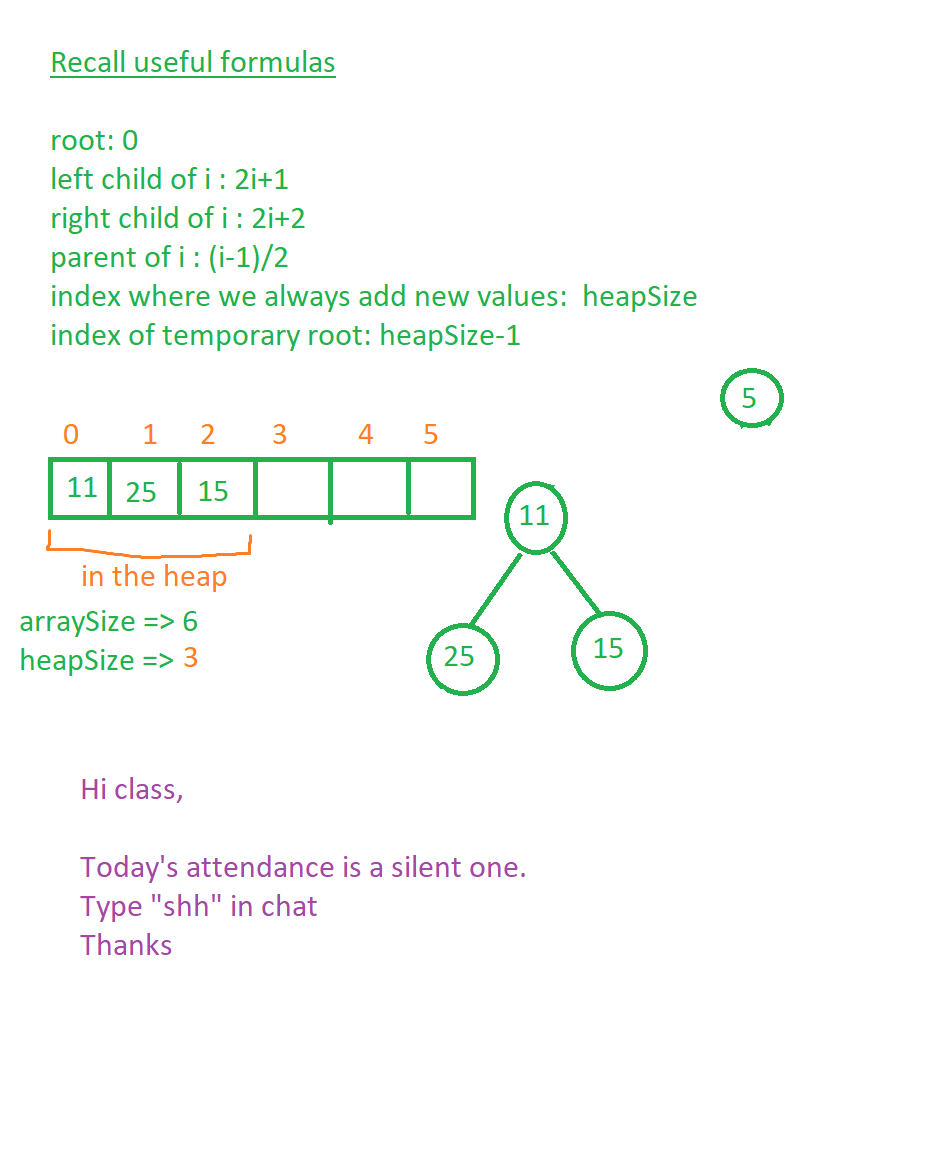 Recall useful formulas
root: 0
left child of i : 2i+1
right child of i : 2i+2
parent of i : (i-1)/2
index where we always add new values:  heapSize
index of temporary root: heapSize-1
5
0 1 2 3 4 5
11 25 15
11
in the heap
arraySize => 6
heapSize => 3
25 15
Hi class,
Today's attendance is a silent one.
Type "shh" in chat
Thanks